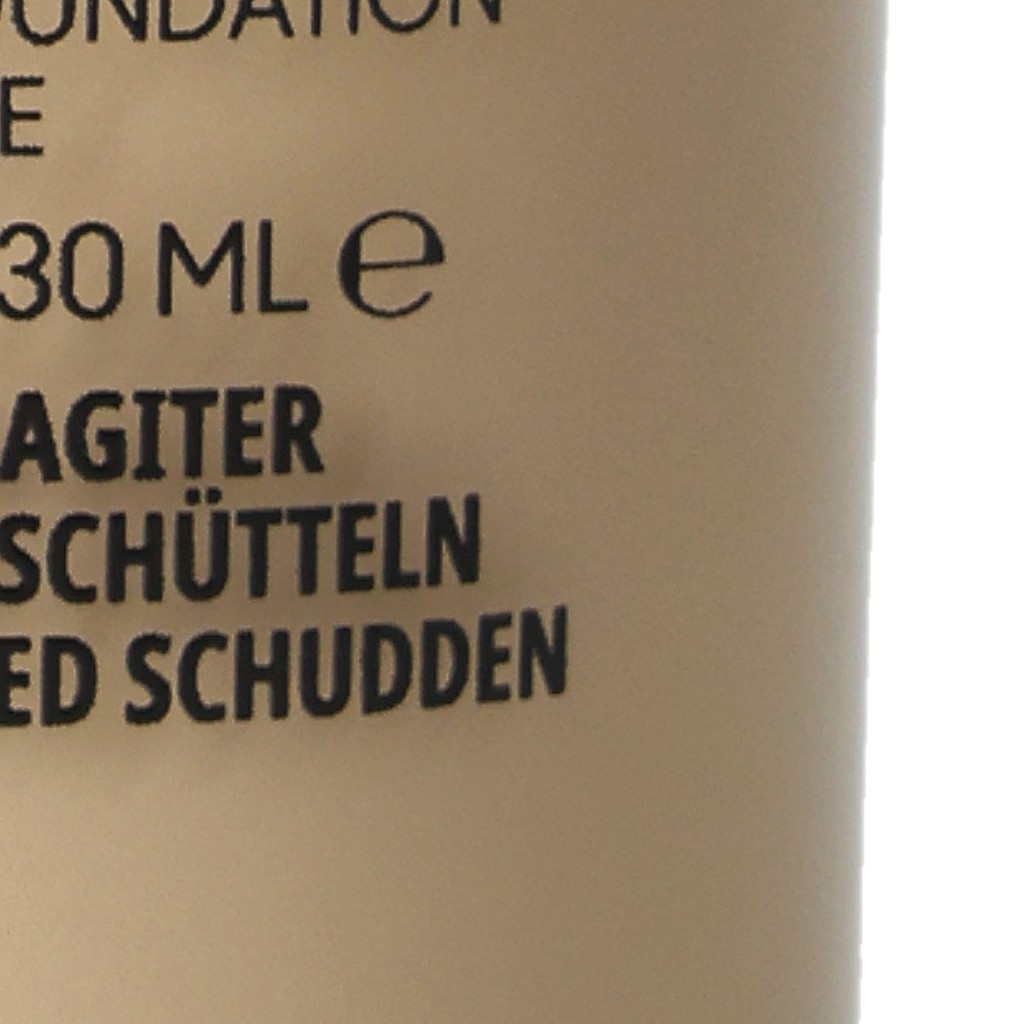 OUNDATION
E
30 ML ℮
AGITER
SCHÜTTELN
ED SCHUDDEN